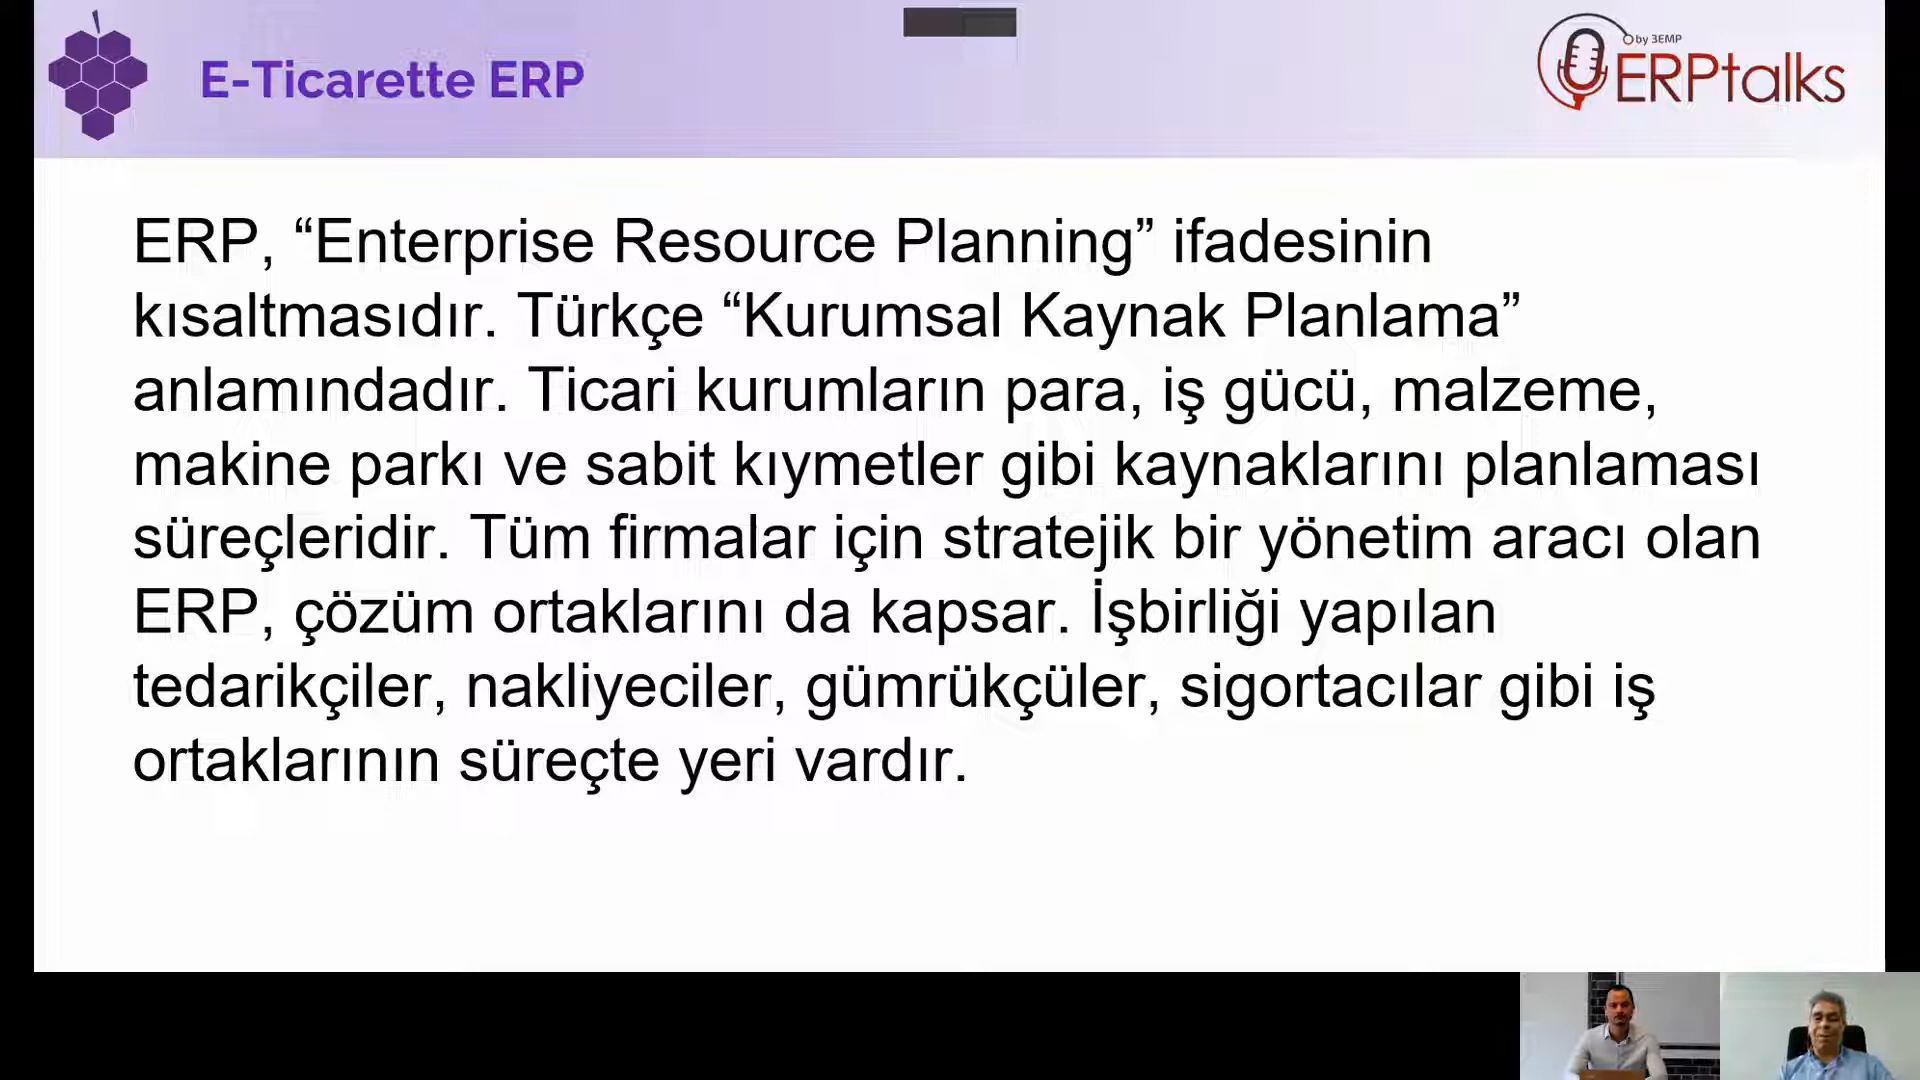 E-Ticarette ERP
by 3EMP
ERPtalks
ERP, “Enterprise Resource Planning” ifadesinin
kısaltmasıdır. Türkçe “Kurumsal Kaynak Planlama”
anlamındadır. Ticari kurumların para, iş gücü, malzeme,
makine parkı ve sabit kıymetler gibi kaynaklarını planlaması
süreçleridir. Tüm firmalar için stratejik bir yönetim aracı olan
ERP, çözüm ortaklarını da kapsar. İşbirliği yapılan
tedarikçiler, nakliyeciler, gümrükçüler, sigortacılar gibi iş
ortaklarının süreçte yeri vardır.